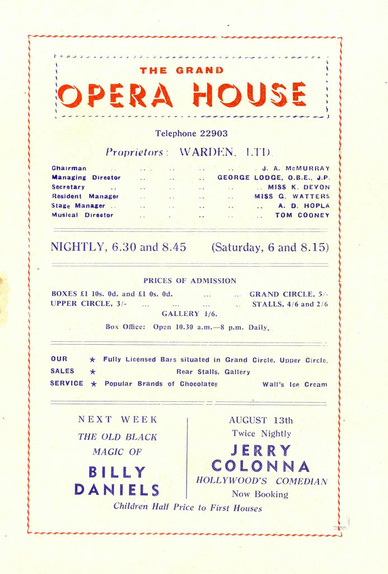 THE GRAND
OPERA HOUSE
Telephone 22903
Proprietors: WARDEN, LTD.
Chairman .. .. .. .. .. J. A. McMURRAY
Managing Director .. .. .. GEORGE LODGE, O.B.E., J.P.
Secretary .. .. .. .. .. MISS K. DEVON
Resident Manager .. .. .. .. MISS G. WATTERS
Stage Manager .. .. .. .. .. A. D. HOPLA
Musical Director .. .. .. .. TOM COONEY
NIGHTLY, 6.30 and 8.45 (Saturday, 6 and 8.15)
PRICES OF ADMISSION
BOXES £1 10s. 0d. and £1 0s. 0d. ... ... GRAND CIRCLE, 5/-
UPPER CIRCLE, 3/- ... ... ... .. STALLS, 4/6 and 2/6
GALLERY 1/6.
Box Office: Open 10.30 a.m.—8 p.m. Daily.
OUR ★ Fully Licensed Bars situated in Grand Circle, Upper Circle,
SALES ★ Rear Stalls, Gallery
SERVICE ★ Popular Brands of Chocolates Wall's Ice Cream
NEXT WEEK
THE OLD BLACK
MAGIC OF
BILLY
DANIELS
AUGUST 13th
Twice Nightly
JERRY
COLONNA
HOLLYWOOD'S COMEDIAN
Now Booking
Children Half Price to First Houses